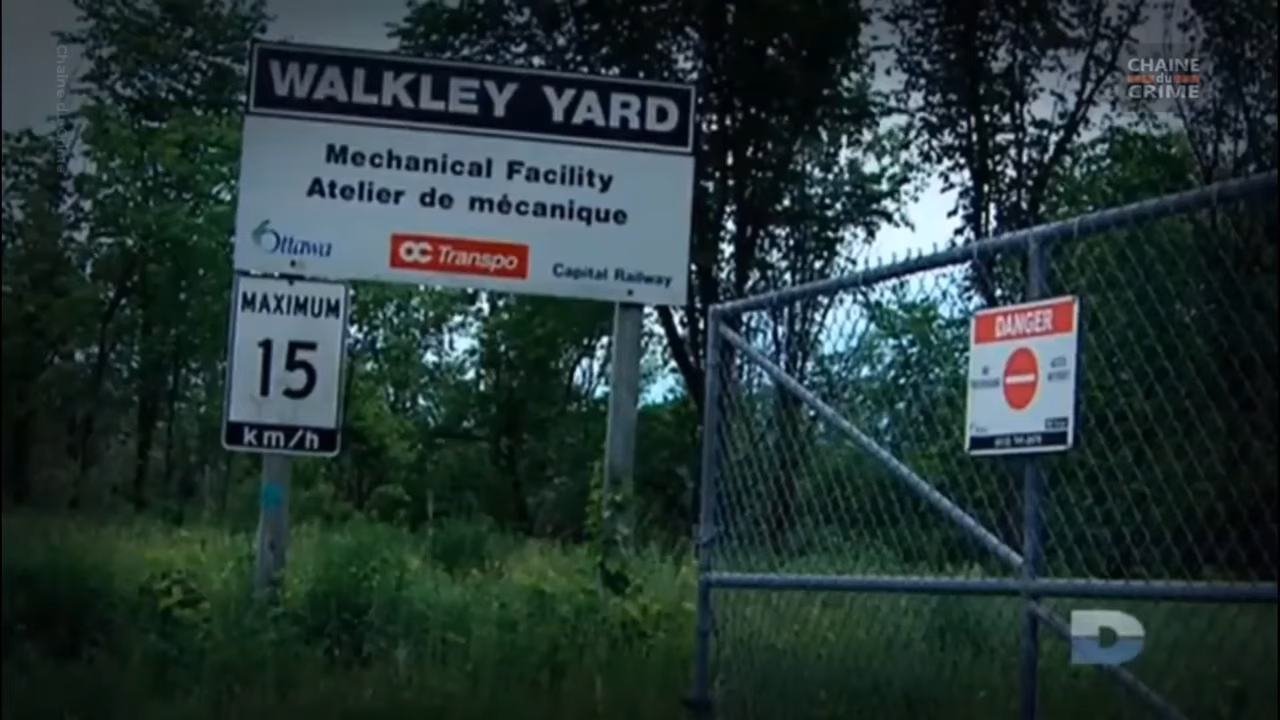 WALKLEY YARD
Mechanical Facility
Atelier de mécanique
Ottawa
OC Transpo
Capital Railway
MAXIMUM
15
km/h
DANGER
CHAINE
du
CRIME
D